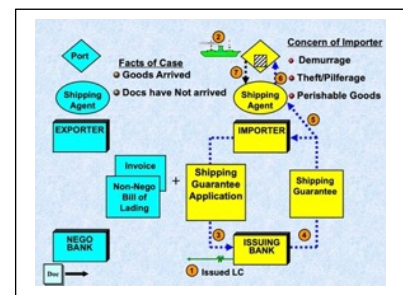 Port
Facts of Case
Goods Arrived
Docs have Not arrived
Shipping
Agent
EXPORTER
Invoice
Non-Nego
Bill of
Lading
NEGO
BANK
Doc
2
Concern of Importer
Demurrage
Theft/Pilferage
Perishable Goods
7
6
Shipping
Agent
5
IMPORTER
+
Shipping
Guarantee
Application
Shipping
Guarantee
3
4
ISSUING
BANK
1 Issued LC